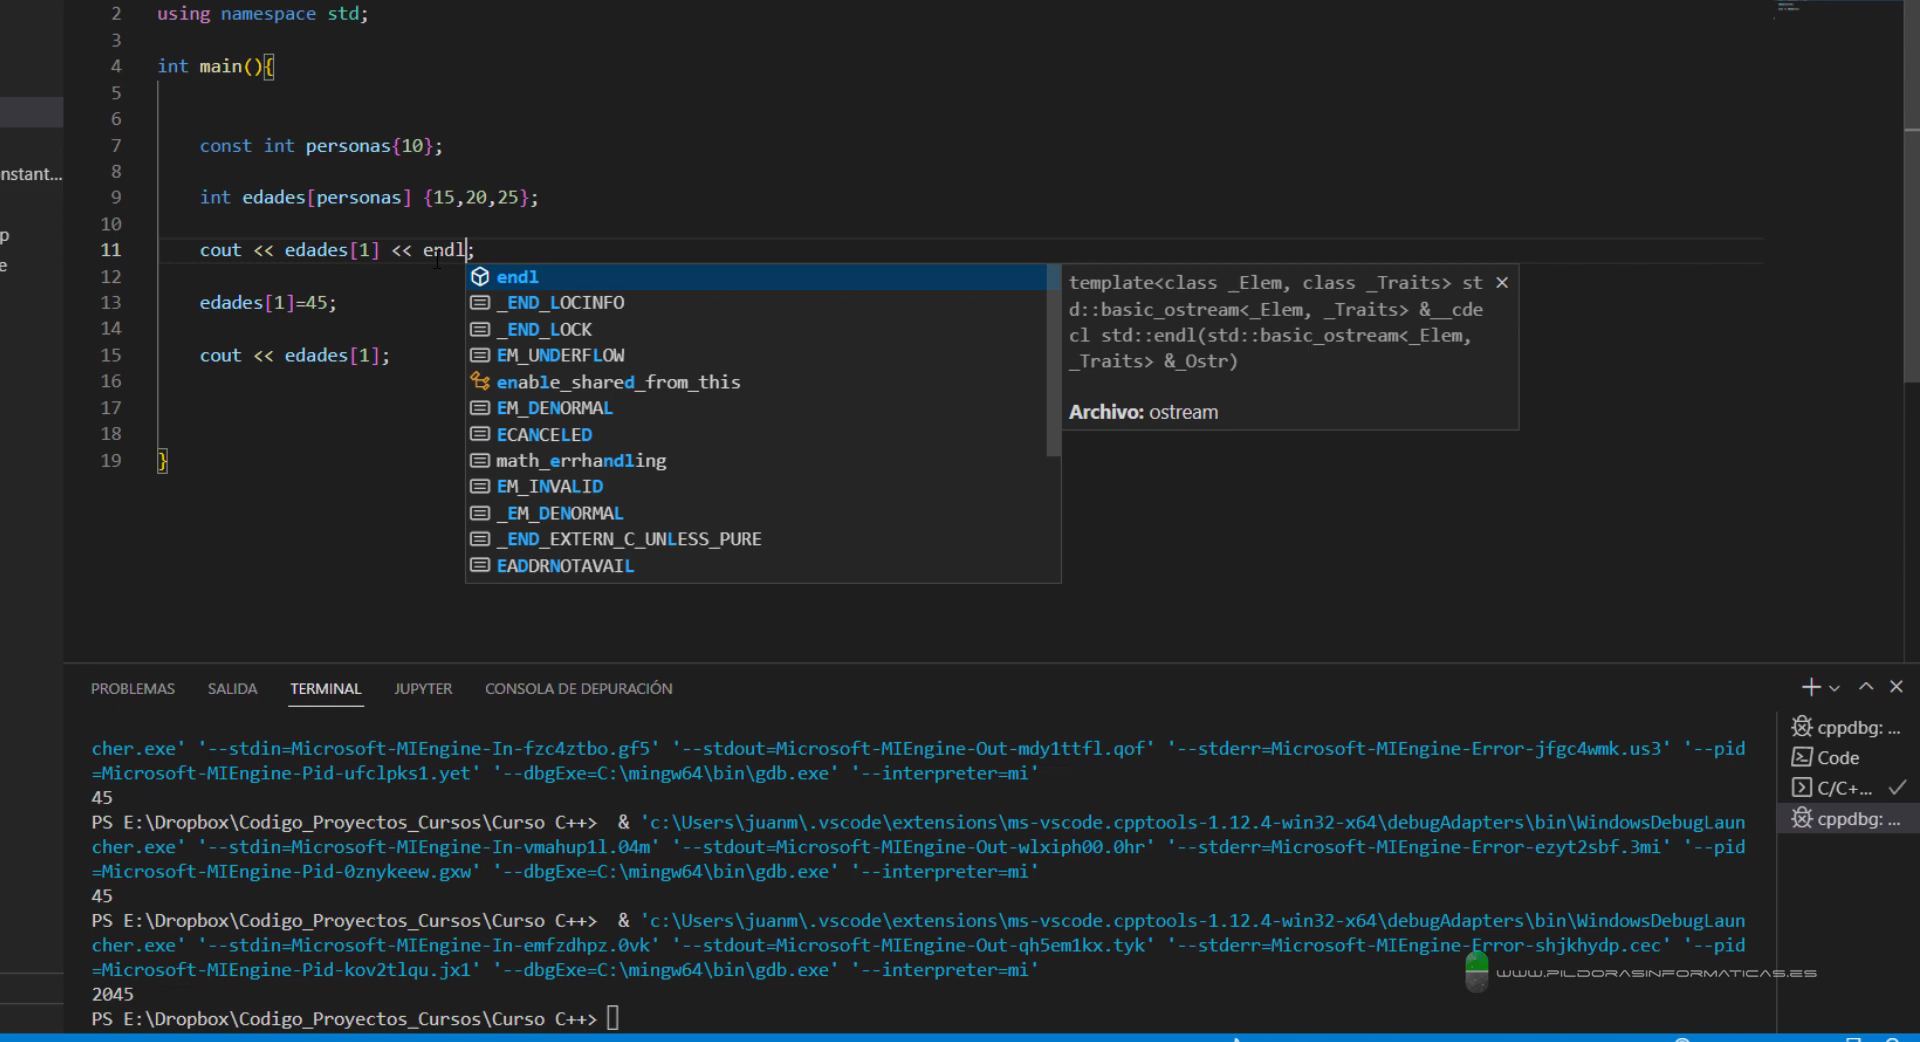 nstant...
p
e
2 using namespace std;
3
4 int main(){
5
6
7 const int personas{10};
8
9 int edades[personas] {15,20,25};
10
11 cout << edades[1] << endl;
12
13 edades[1]=45;
14
15 cout << edades[1];
16
17
18
19 }
endl
_END_LOCINFO
_END_LOCK
EM_UNDERFLOW
enable_shared_from_this
EM_DENORMAL
ECANCELED
math_errhandling
EM_INVALID
_EM_DENORMAL
_END_EXTERN_C_UNLESS_PURE
EADDRNOTAVAIL
template<class _Elem, class _Traits> st
d::basic_ostream<_Elem, _Traits> &__cde
cl std::endl(std::basic_ostream<_Elem,
_Traits> &_Ostr)
Archivo: ostream
PROBLEMAS SALIDA TERMINAL JUPYTER CONSOLA DE DEPURACIÓN
cher.exe' '--stdin=Microsoft-MIEngine-In-fzc4ztbo.gf5' '--stdout=Microsoft-MIEngine-Out-mdy1ttfl.qof' '--stderr=Microsoft-MIEngine-Error-jfgc4wmk.us3' '--pid
=Microsoft-MIEngine-Pid-ufclpks1.yet' '--dbgExe=C:\mingw64\bin\gdb.exe' '--interpreter=mi'
45
PS E:\Dropbox\Codigo_Proyectos_Cursos\Curso C++> & 'c:\Users\juanm\.vscode\extensions\ms-vscode.cpptools-1.12.4-win32-x64\debugAdapters\bin\WindowsDebugLaun
cher.exe' '--stdin=Microsoft-MIEngine-In-vmahup1l.04m' '--stdout=Microsoft-MIEngine-Out-wlxiph00.0hr' '--stderr=Microsoft-MIEngine-Error-ezyt2sbf.3mi' '--pid
=Microsoft-MIEngine-Pid-0znykeew.gxw' '--dbgExe=C:\mingw64\bin\gdb.exe' '--interpreter=mi'
45
PS E:\Dropbox\Codigo_Proyectos_Cursos\Curso C++> & 'c:\Users\juanm\.vscode\extensions\ms-vscode.cpptools-1.12.4-win32-x64\debugAdapters\bin\WindowsDebugLaun
cher.exe' '--stdin=Microsoft-MIEngine-In-emfzdhpz.0vk' '--stdout=Microsoft-MIEngine-Out-qh5em1kx.tyk' '--stderr=Microsoft-MIEngine-Error-shjkhydp.cec' '--pid
=Microsoft-MIEngine-Pid-kov2tlqu.jx1' '--dbgExe=C:\mingw64\bin\gdb.exe' '--interpreter=mi'
2045
PS E:\Dropbox\Codigo_Proyectos_Cursos\Curso C++>
cppdbg: ...
Code
C/C+...
cppdbg: ...
WWW.PILDORASINFORMATICAS.ES